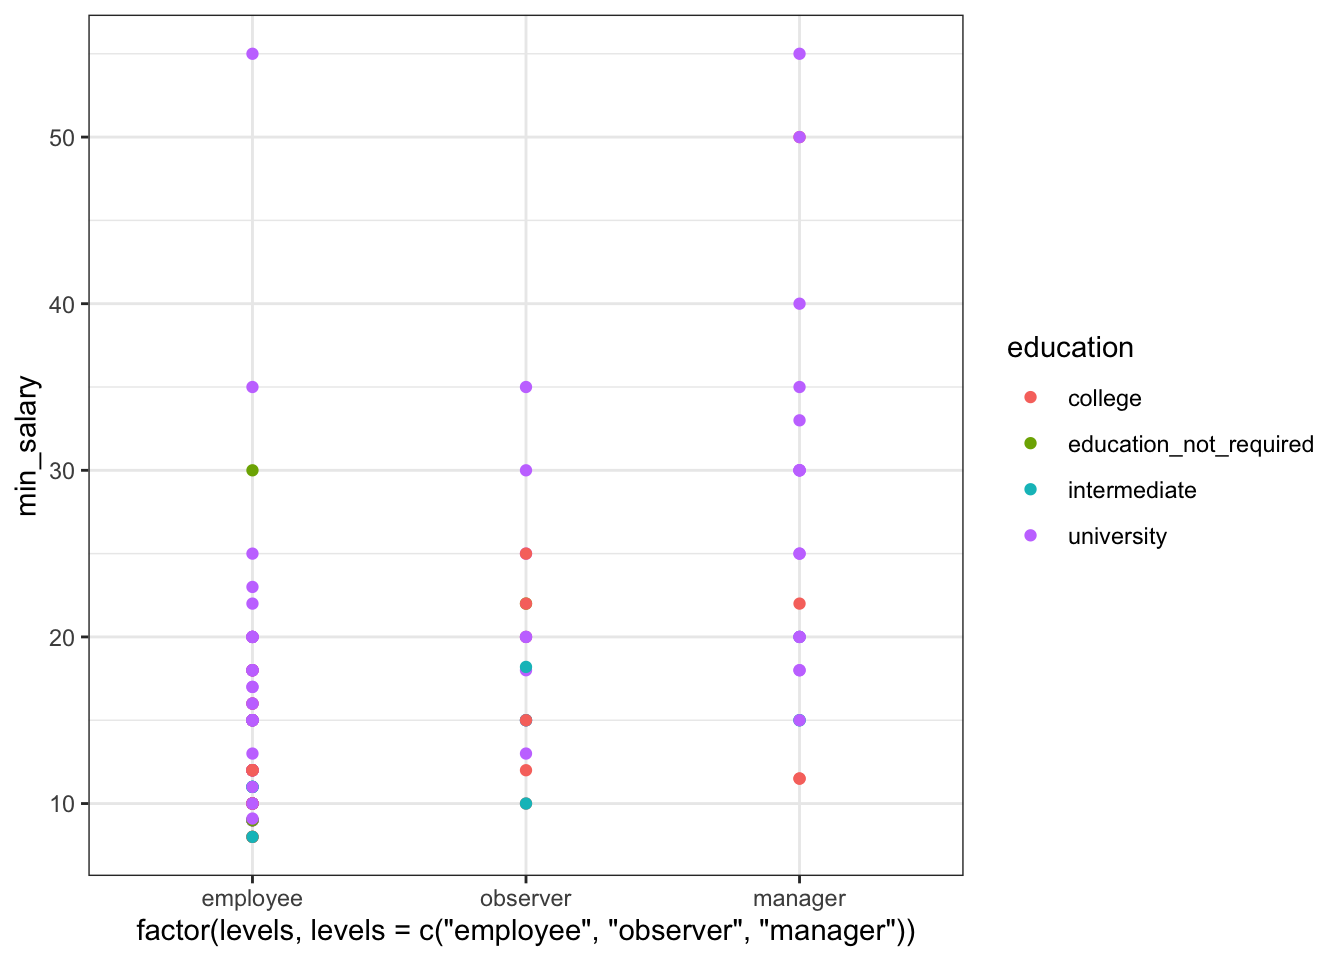 50
40
30
20
10
min_salary
employee observer manager
factor(levels, levels = c("employee", "observer", "manager"))
education
college
education_not_required
intermediate
university